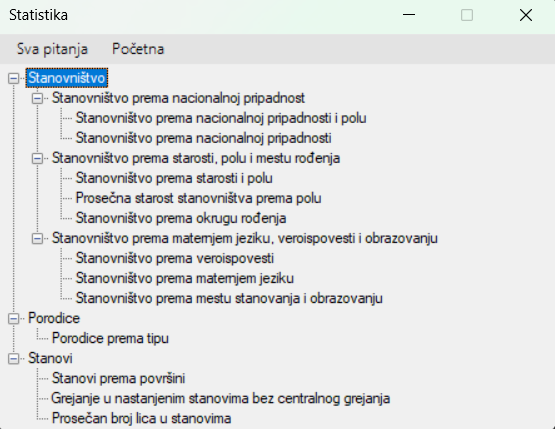 Statistika
Sva pitanja Početna
Stanovništvo
Stanovništvo prema nacionalnoj pripadnost
Stanovništvo prema nacionalnoj pripadnosti i polu
Stanovništvo prema nacionalnoj pripadnosti
Stanovništvo prema starosti, polu i mestu rođenja
Stanovništvo prema starosti i polu
Prosečna starost stanovništva prema polu
Stanovništvo prema okrugu rođenja
Stanovništvo prema maternjem jeziku, veroispovesti i obrazovanju
Stanovništvo prema veroispovesti
Stanovništvo prema maternjem jeziku
Stanovništvo prema mestu stanovanja i obrazovanju
Porodice
Porodice prema tipu
Stanovi
Stanovi prema površini
Grejanje u nastanjenim stanovima bez centralnog grejanja
Prosečan broj lica u stanovima